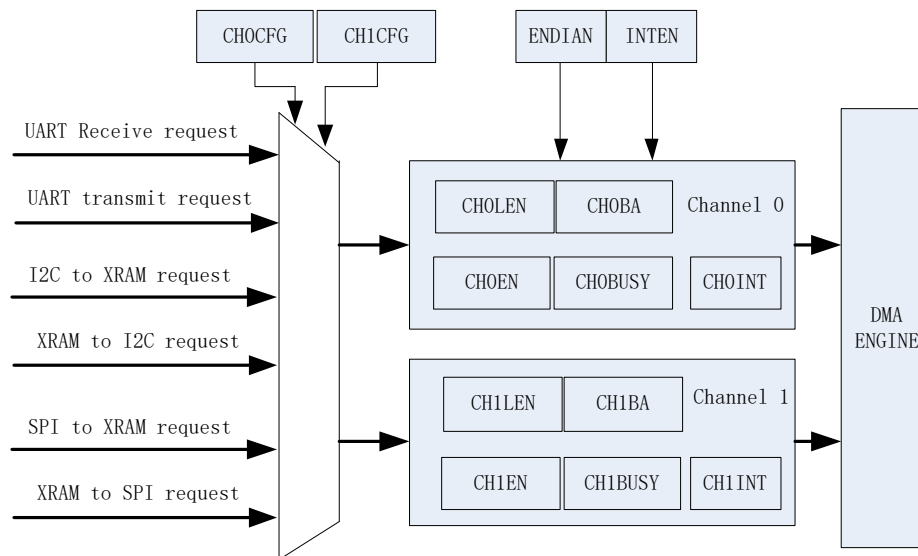 CH0CFG
CH1CFG
ENDIAN
INTEN
UART Receive request
UART transmit request
I2C to XRAM request
XRAM to I2C request
SPI to XRAM request
XRAM to SPI request
CH0LEN
CH0BA
Channel 0
CH0EN
CH0BUSY
CH0INT
CH1LEN
CH1BA
Channel 1
CH1EN
CH1BUSY
CH1INT
DMA
ENGINE